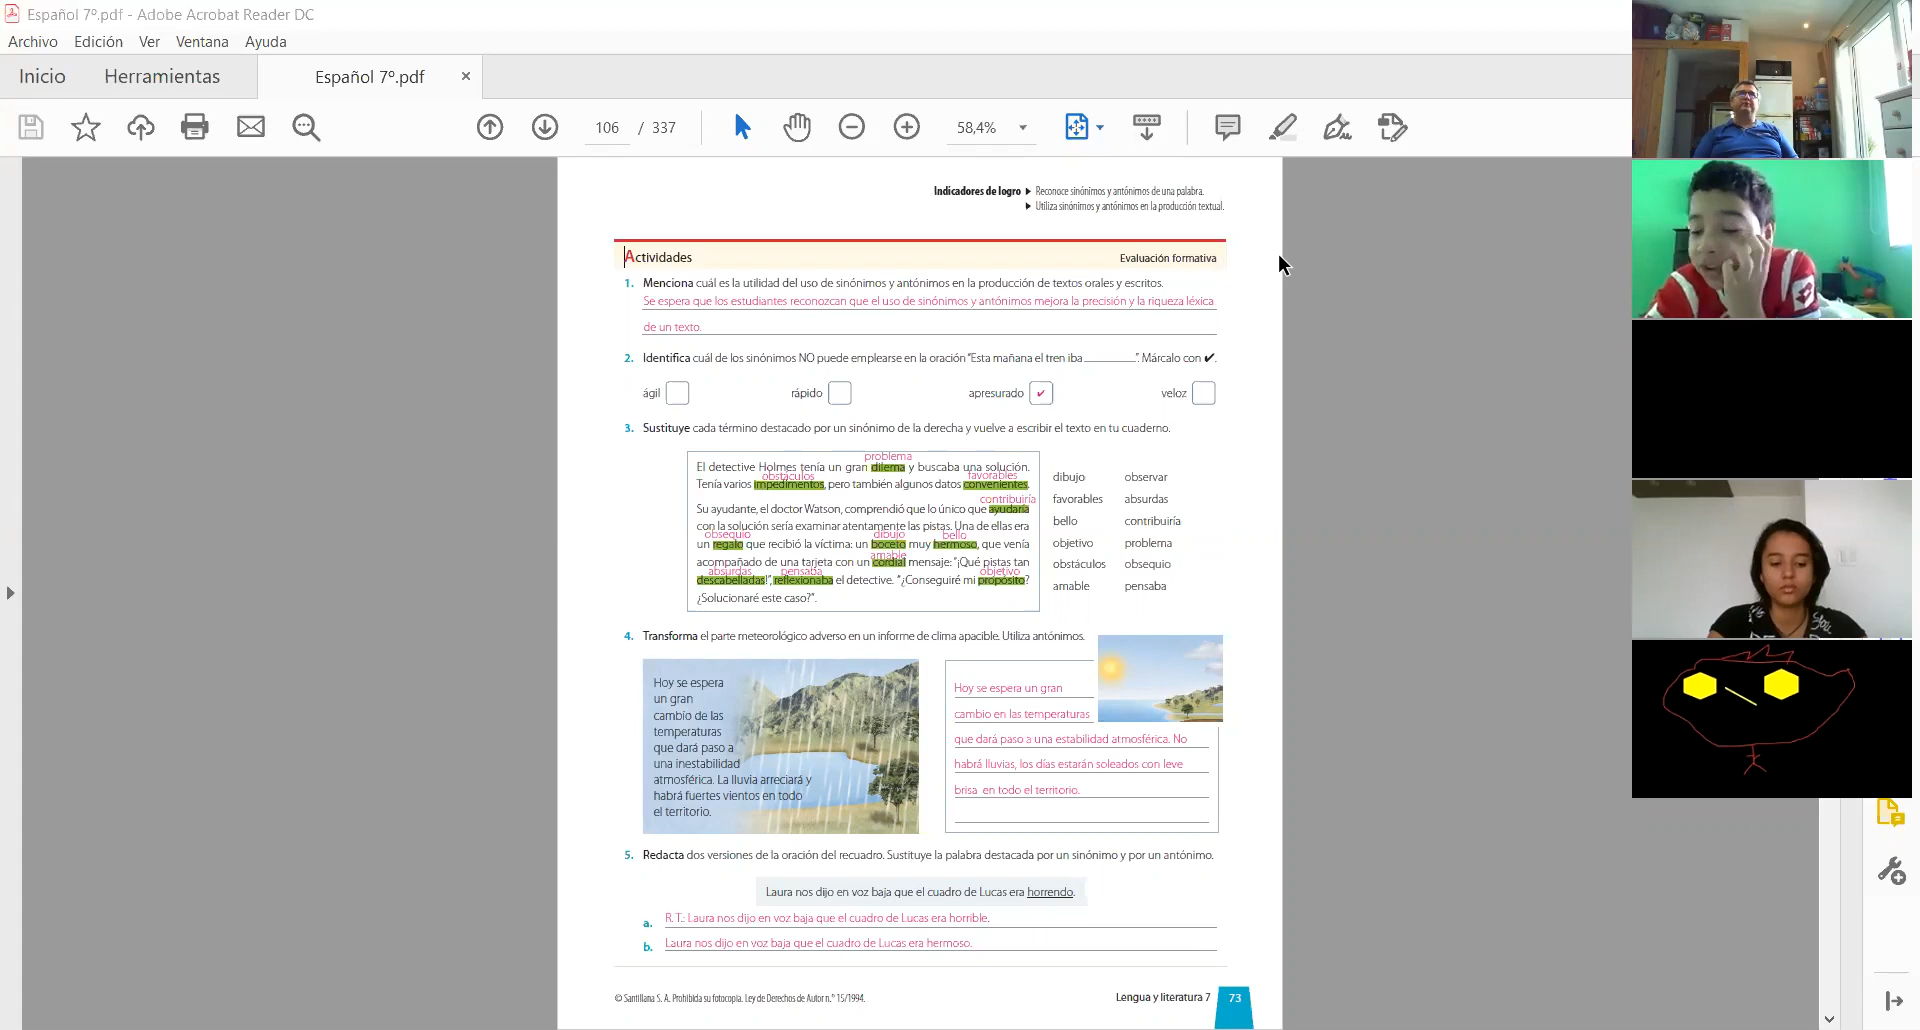 Español 7º.pdf - Adobe Acrobat Reader DC
Archivo Edición Ver Ventana Ayuda
Inicio Herramientas Español 7º.pdf ×
106 / 337 58,4%
Indicadores de logro ▶ Reconoce sinónimos y antónimos de una palabra.
▶ Utiliza sinónimos y antónimos en la producción textual.
Actividades Evaluación formativa
1. Menciona cuál es la utilidad del uso de sinónimos y antónimos en la producción de textos orales y escritos.
Se espera que los estudiantes reconozcan que el uso de sinónimos y antónimos mejora la precisión y la riqueza léxica
de un texto.
2. Identifica cuál de los sinónimos NO puede emplearse en la oración “Esta mañana el tren iba ________”. Márcalo con ✔.
ágil rápido apresurado ✔ veloz
3. Sustituye cada término destacado por un sinónimo de la derecha y vuelve a escribir el texto en tu cuaderno.
problema
El detective Holmes tenía un gran dilema y buscaba una solución.
obstáculos favorables
Tenía varios impedimentos, pero también algunos datos convenientes.
contribuiría
Su ayudante, el doctor Watson, comprendió que lo único que ayudaría
con la solución sería examinar atentamente las pistas. Una de ellas era
obsequio dibujo bello
un regalo que recibió la víctima: un boceto muy hermoso, que venía
amable
acompañado de una tarjeta con un cordial mensaje: “¡Qué pistas tan
absurdas pensaba objetivo
descabelladas!”, reflexionaba el detective. “¿Conseguiré mi propósito?
¿Solucionaré este caso?”.
dibujo observar
favorables absurdas
bello contribuiría
objetivo problema
obstáculos obsequio
amable pensaba
4. Transforma el parte meteorológico adverso en un informe de clima apacible. Utiliza antónimos.
Hoy se espera
un gran
cambio de las
temperaturas
que dará paso a
una inestabilidad
atmosférica. La lluvia arreciará y
habrá fuertes vientos en todo
el territorio.
Hoy se espera un gran
cambio en las temperaturas
que dará paso a una estabilidad atmosférica. No
habrá lluvias, los días estarán soleados con leve
brisa en todo el territorio.
5. Redacta dos versiones de la oración del recuadro. Sustituye la palabra destacada por un sinónimo y por un antónimo.
Laura nos dijo en voz baja que el cuadro de Lucas era horrendo.
a. R. T.: Laura nos dijo en voz baja que el cuadro de Lucas era horrible.
b. Laura nos dijo en voz baja que el cuadro de Lucas era hermoso.
© Santillana S. A. Prohibida su fotocopia. Ley de Derechos de Autor n.° 15/1994.
Lengua y literatura 7 73